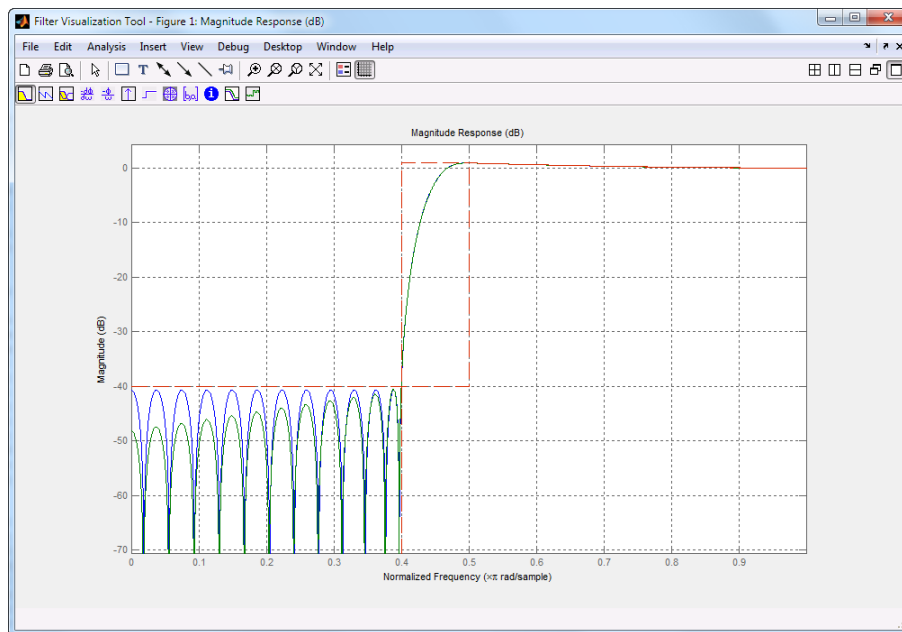 Filter Visualization Tool - Figure 1: Magnitude Response (dB)
File Edit Analysis Insert View Debug Desktop Window Help
Magnitude Response (dB)
Magnitude (dB)
0
-10
-20
-30
-40
-50
-60
-70
0 0.1 0.2 0.3 0.4 0.5 0.6 0.7 0.8 0.9
Normalized Frequency (×π rad/sample)